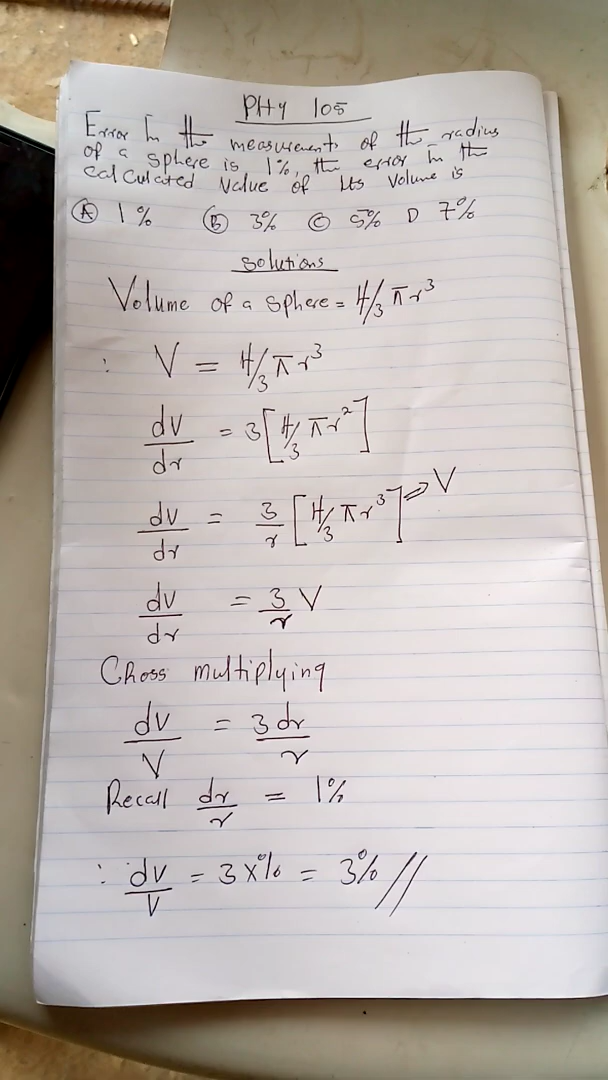 PHY 105
Error in the measurements of the radius
of a sphere is 1%, the error in the
calculated value of its volume is
Ⓐ 1% Ⓑ 3% Ⓒ 5% D 7%
Solutions
Volume of a sphere = 4/3 πr³
∴ V = 4/3 πr³
dv/dr = 3[4/3 πr²]
dv/dr = 3/r [4/3 πr³] ⇒ V
dv/dr = 3/r V
Cross multiplying
dv/V = 3 dr/r
Recall dr/r = 1%
∴ dv/V = 3 x% = 3% //